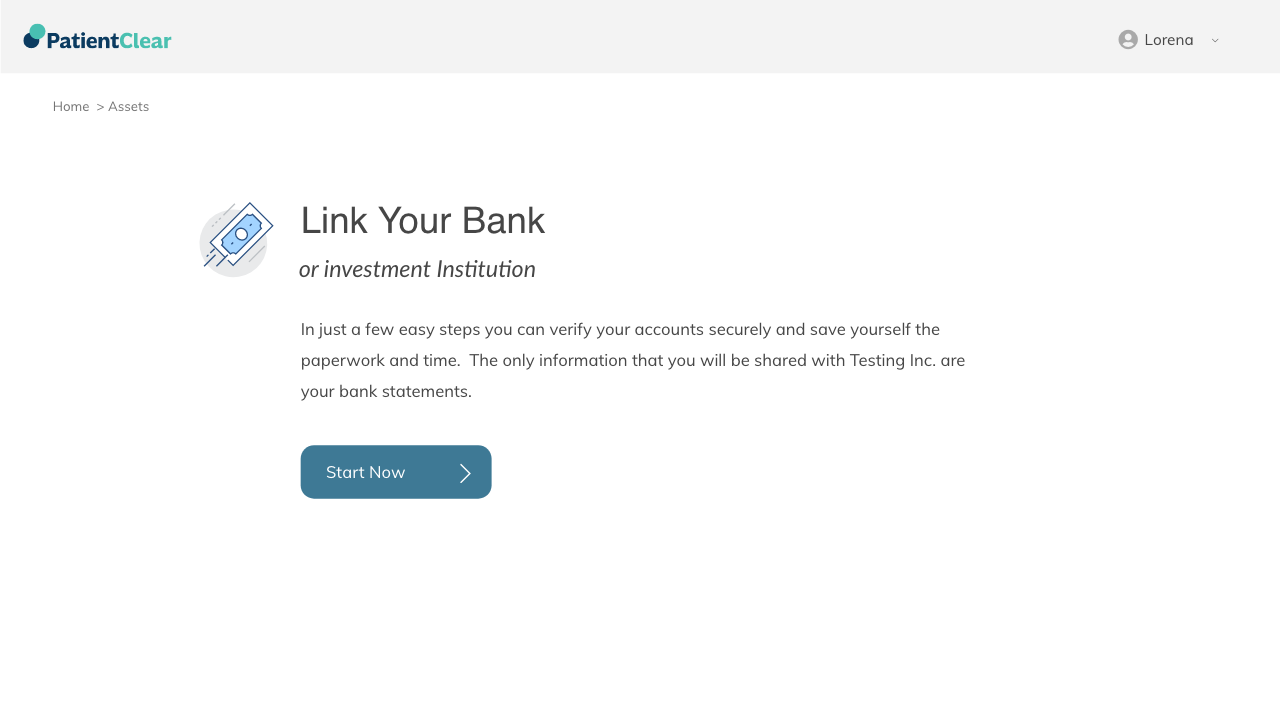 PatientClear
Lorena
Home > Assets
Link Your Bank
or investment Institution
In just a few easy steps you can verify your accounts securely and save yourself the
paperwork and time.  The only information that you will be shared with Testing Inc. are
your bank statements.
Start Now